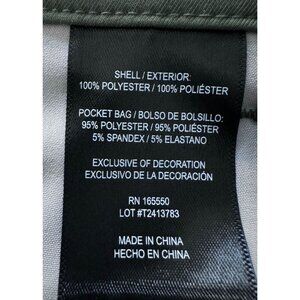 SHELL / EXTERIOR:
100% POLYESTER / 100% POLIÉSTER
POCKET BAG / BOLSO DE BOLSILLO:
95% POLYESTER / 95% POLIÉSTER
5% SPANDEX / 5% ELASTANO
EXCLUSIVE OF DECORATION
EXCLUSIVO DE LA DECORACIÓN
RN 165550
LOT #T2413783
MADE IN CHINA
HECHO EN CHINA